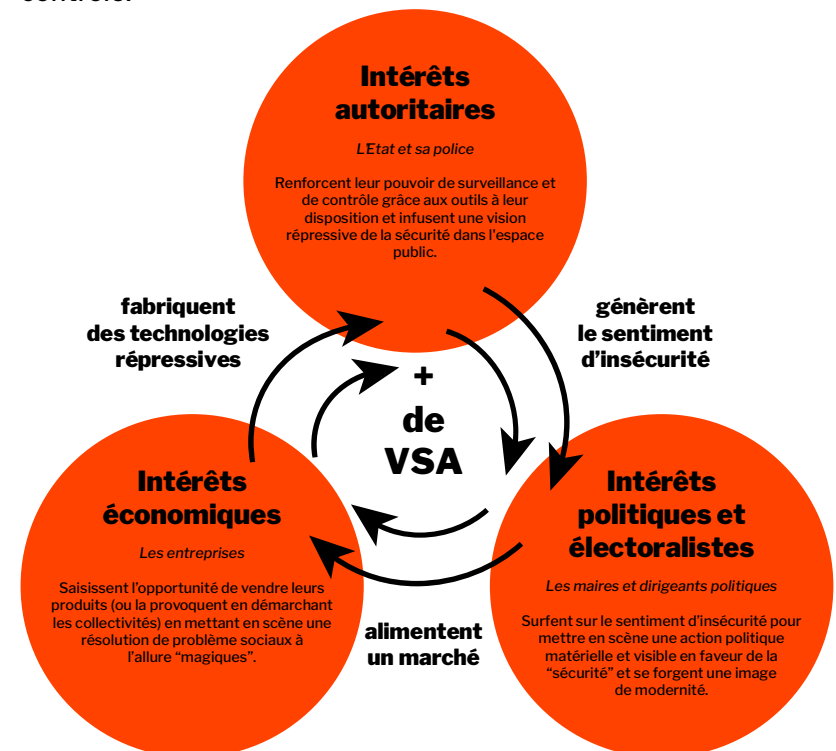 Intérêts
autoritaires
L'Etat et sa police
Renforcent leur pouvoir de surveillance et
de contrôle grâce aux outils à leur
disposition et infusent une vision
répressive de la sécurité dans l'espace
public.
fabriquent
des technologies
répressives
génèrent
le sentiment
d'insécurité
+
de
VSA
Intérêts
économiques
Les entreprises
Saisissent l'opportunité de vendre leurs
produits (ou la provoquent en démarchant
les collectivités) en mettant en scène une
résolution de problème sociaux à
l'allure “magiques”.
alimentent
un marché
Intérêts
politiques et
électoralistes
Les maires et dirigeants politiques
Surfent sur le sentiment d'insécurité pour
mettre en scène une action politique
matérielle et visible en faveur de la
“sécurité” et se forgent une image
de modernité.